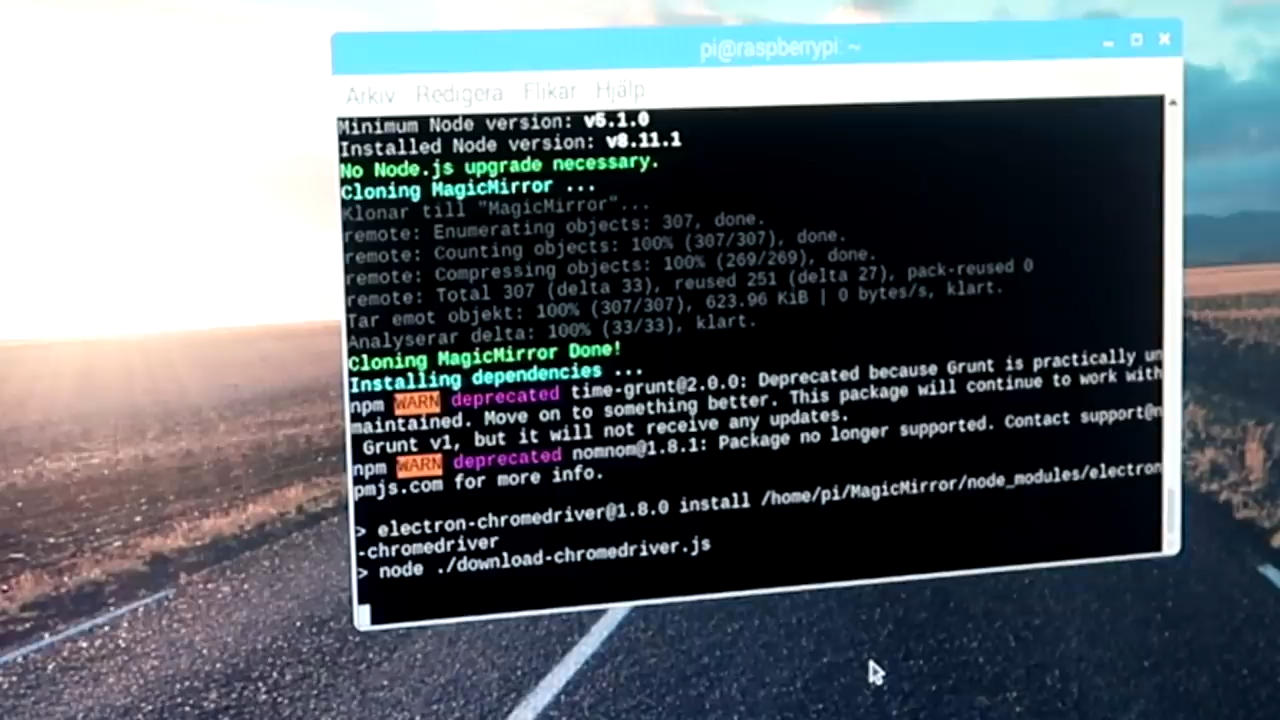 pi@raspberrypi: ~
Arkiv Redigera Flikar Hjälp
Minimum Node version: v5.1.0
Installed Node version: v8.11.1
No Node.js upgrade necessary.
Cloning MagicMirror ...
Klonar till "MagicMirror"...
remote: Enumerating objects: 307, done.
remote: Counting objects: 100% (307/307), done.
remote: Compressing objects: 100% (269/269), done.
remote: Total 307 (delta 33), reused 251 (delta 27), pack-reused 0
Tar emot objekt: 100% (307/307), 623.96 KiB | 0 bytes/s, klart.
Analyserar delta: 100% (33/33), klart.
Cloning MagicMirror Done!
Installing dependencies ...
npm WARN deprecated time-grunt@2.0.0: Deprecated because Grunt is practically un
maintained. Move on to something better. This package will continue to work with
Grunt v1, but it will not receive any updates.
npm WARN deprecated nomnom@1.8.1: Package no longer supported. Contact support@n
pmjs.com for more info.
> electron-chromedriver@1.8.0 install /home/pi/MagicMirror/node_modules/electron
-chromedriver
> node ./download-chromedriver.js